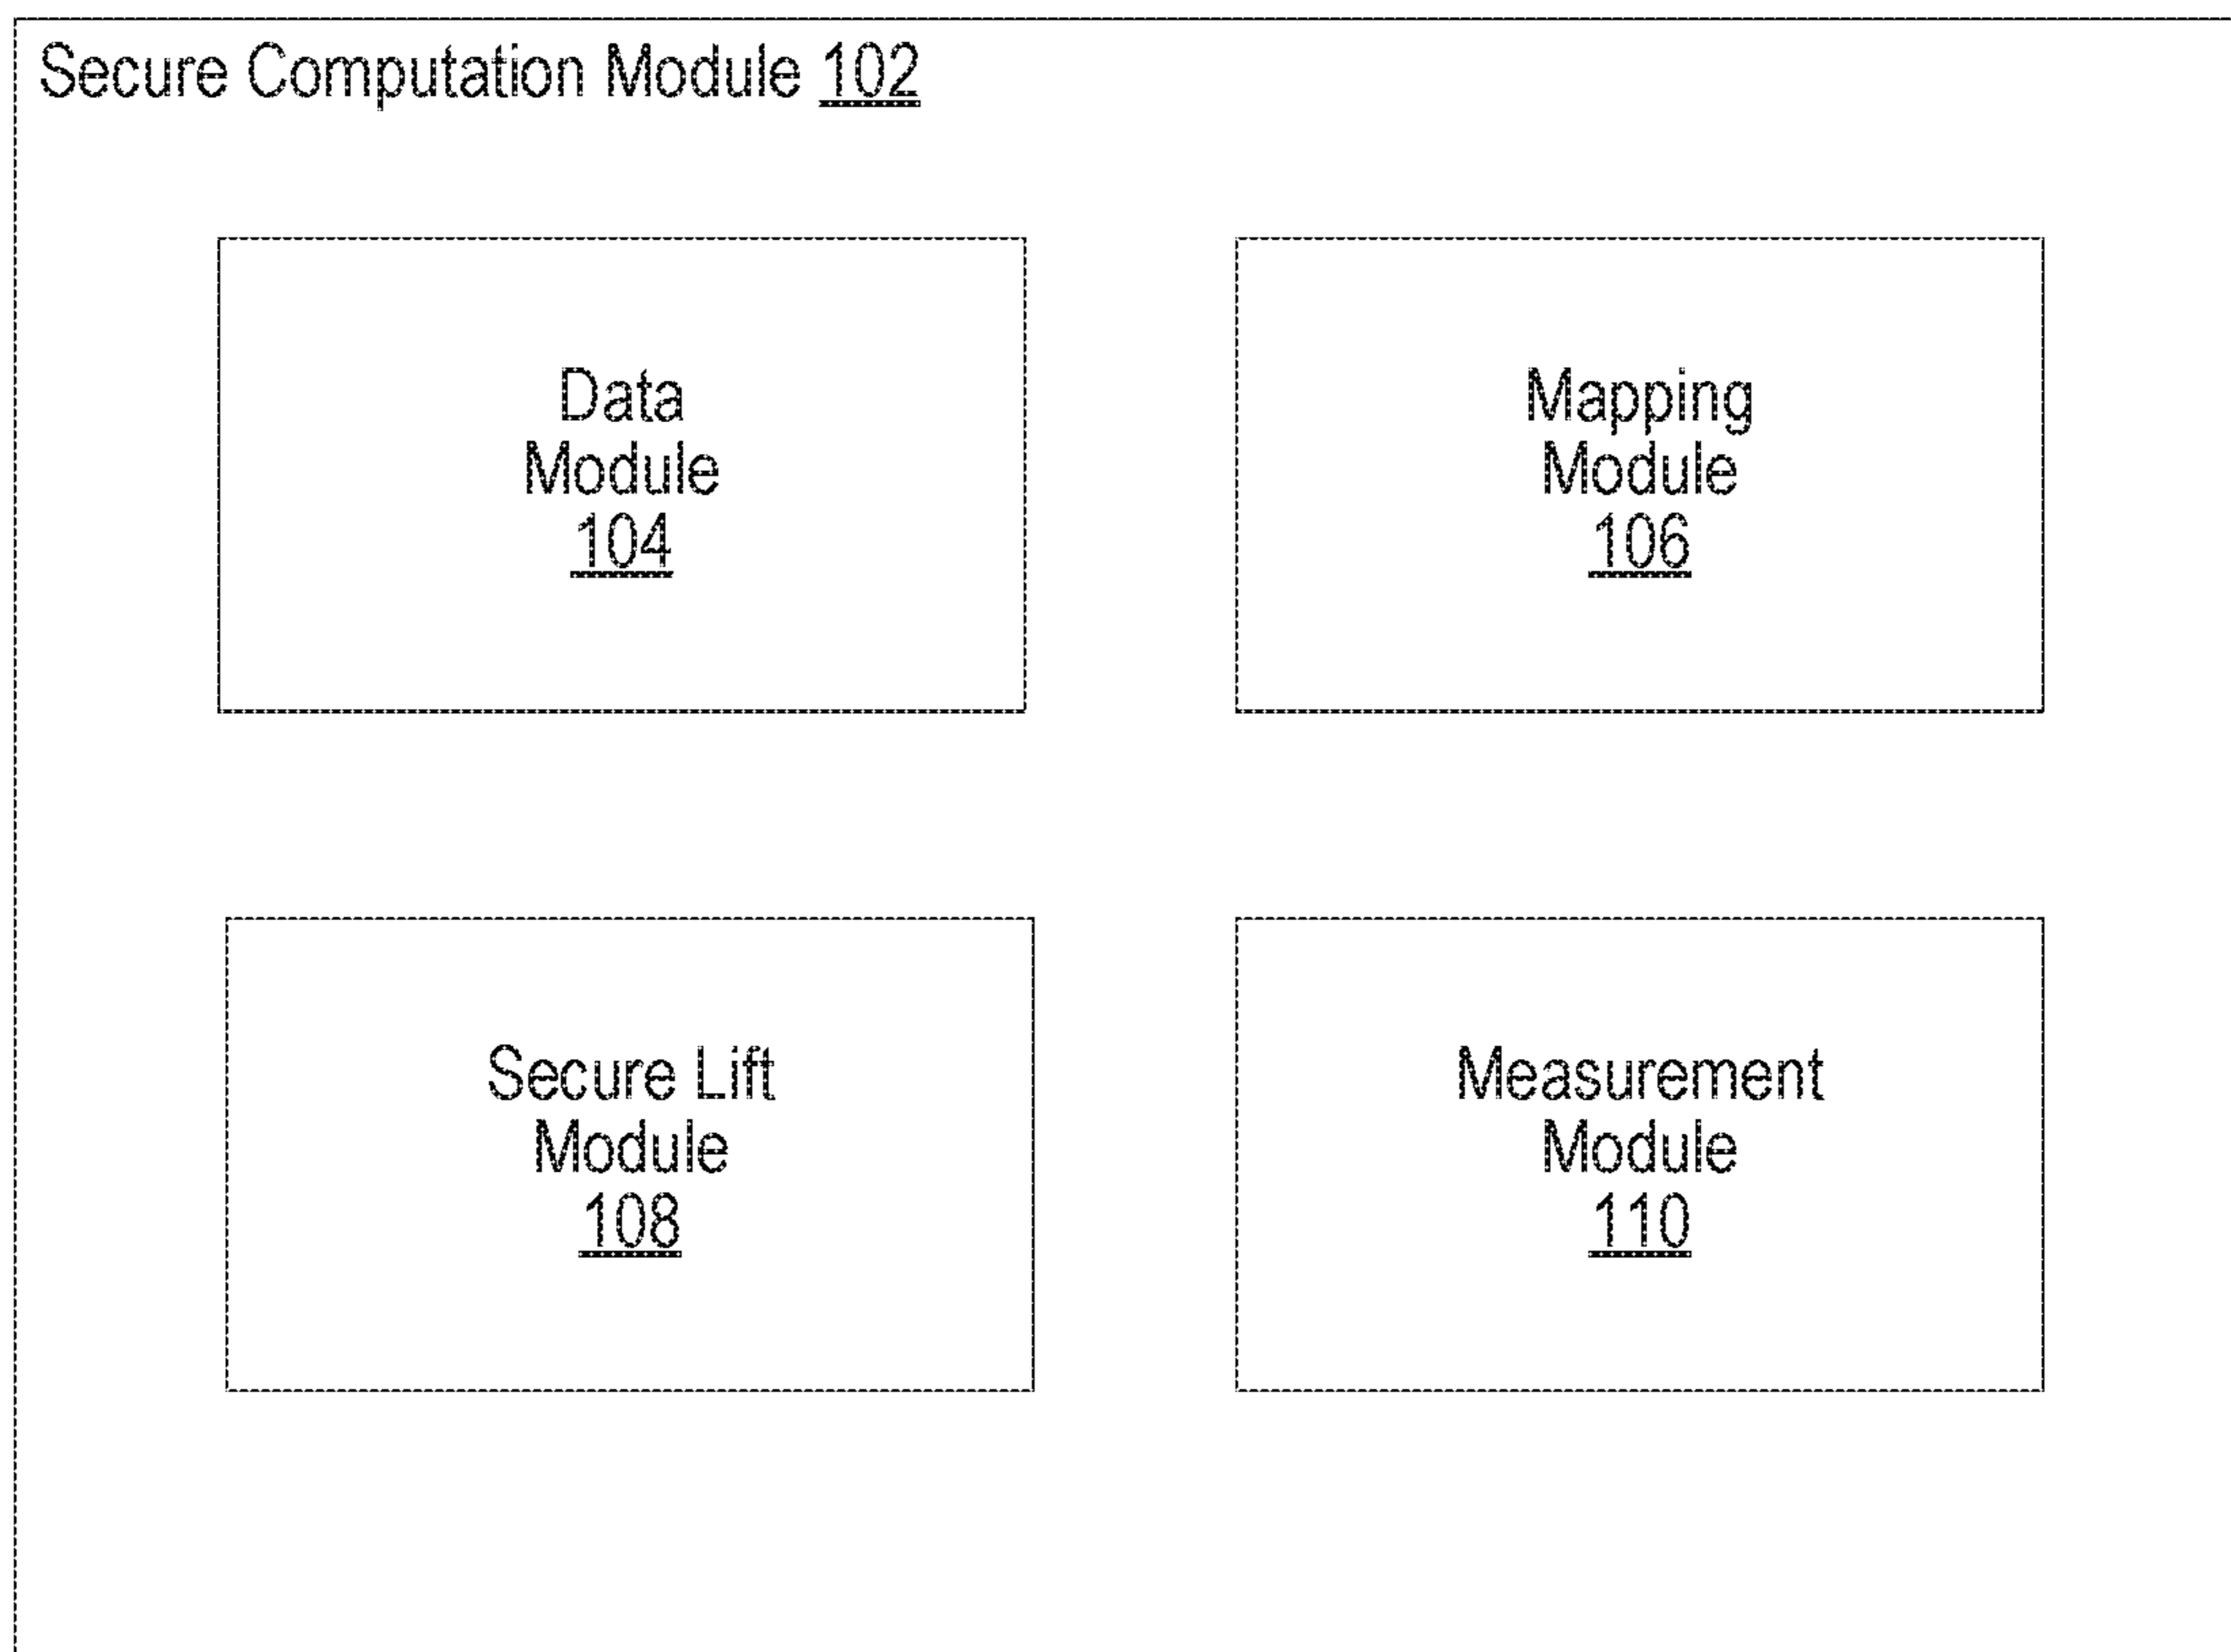 Secure Computation Module 102
Data
Module
104
Mapping
Module
106
Secure Lift
Module
108
Measurement
Module
110